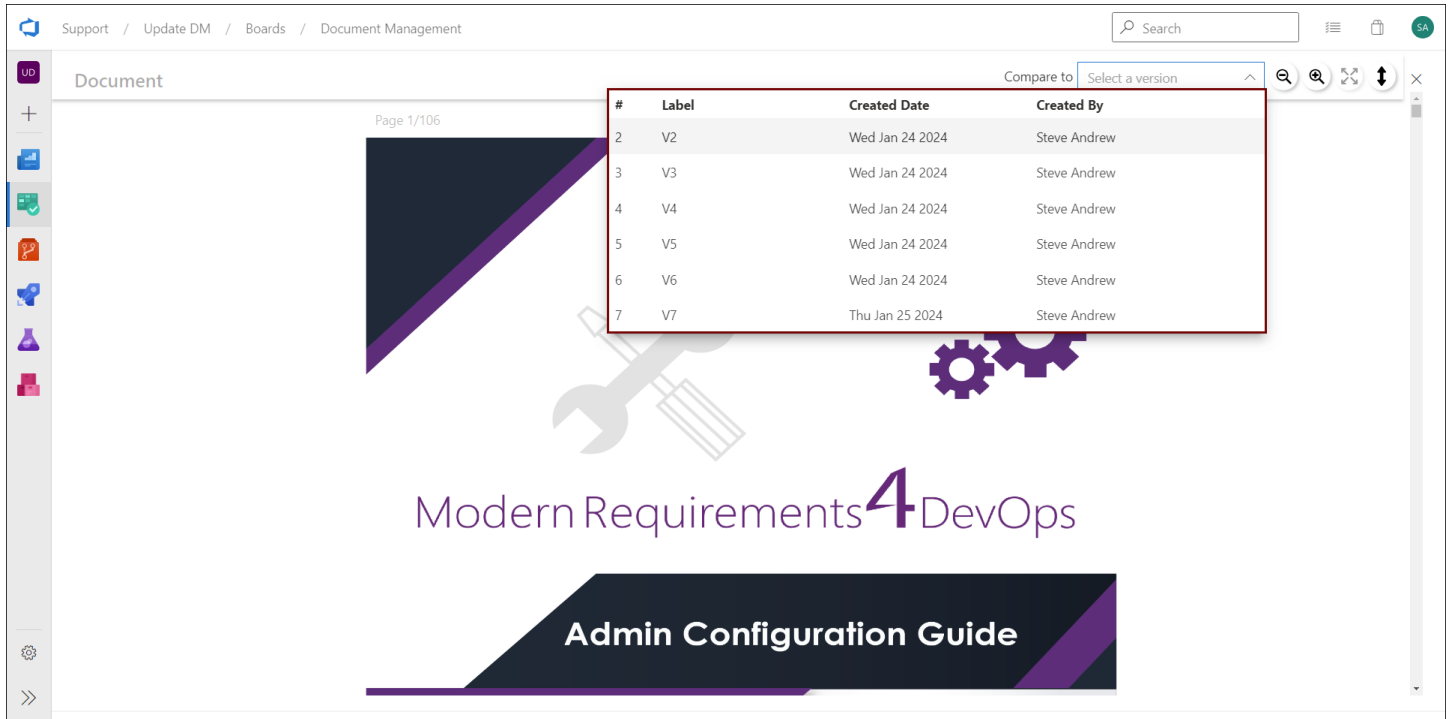 Support / Update DM / Boards / Document Management
Search
SA
UD
Document
Compare to Select a version
Page 1/106
# Label Created Date Created By
2 V2 Wed Jan 24 2024 Steve Andrew
3 V3 Wed Jan 24 2024 Steve Andrew
4 V4 Wed Jan 24 2024 Steve Andrew
5 V5 Wed Jan 24 2024 Steve Andrew
6 V6 Wed Jan 24 2024 Steve Andrew
7 V7 Thu Jan 25 2024 Steve Andrew
Modern Requirements4DevOps
Admin Configuration Guide